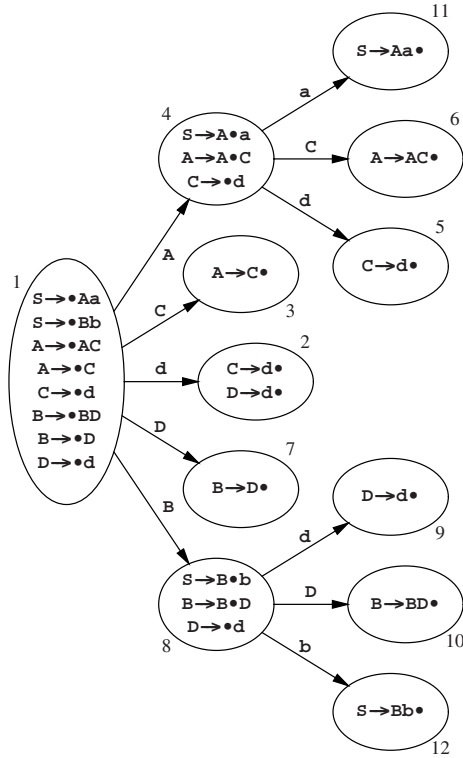 11
S→Aa•
a
4
S→A•a
A→A•C
C→•d
C
6
A→AC•
d
5
C→d•
A
1
S→•Aa
S→•Bb
A→•AC
A→•C
C→•d
B→•BD
B→•D
D→•d
C
A→C•
3
d
2
C→d•
D→d•
D
7
B→D•
B
8
S→B•b
B→B•D
D→•d
d
D→d•
9
D
B→BD•
10
b
S→Bb•
12